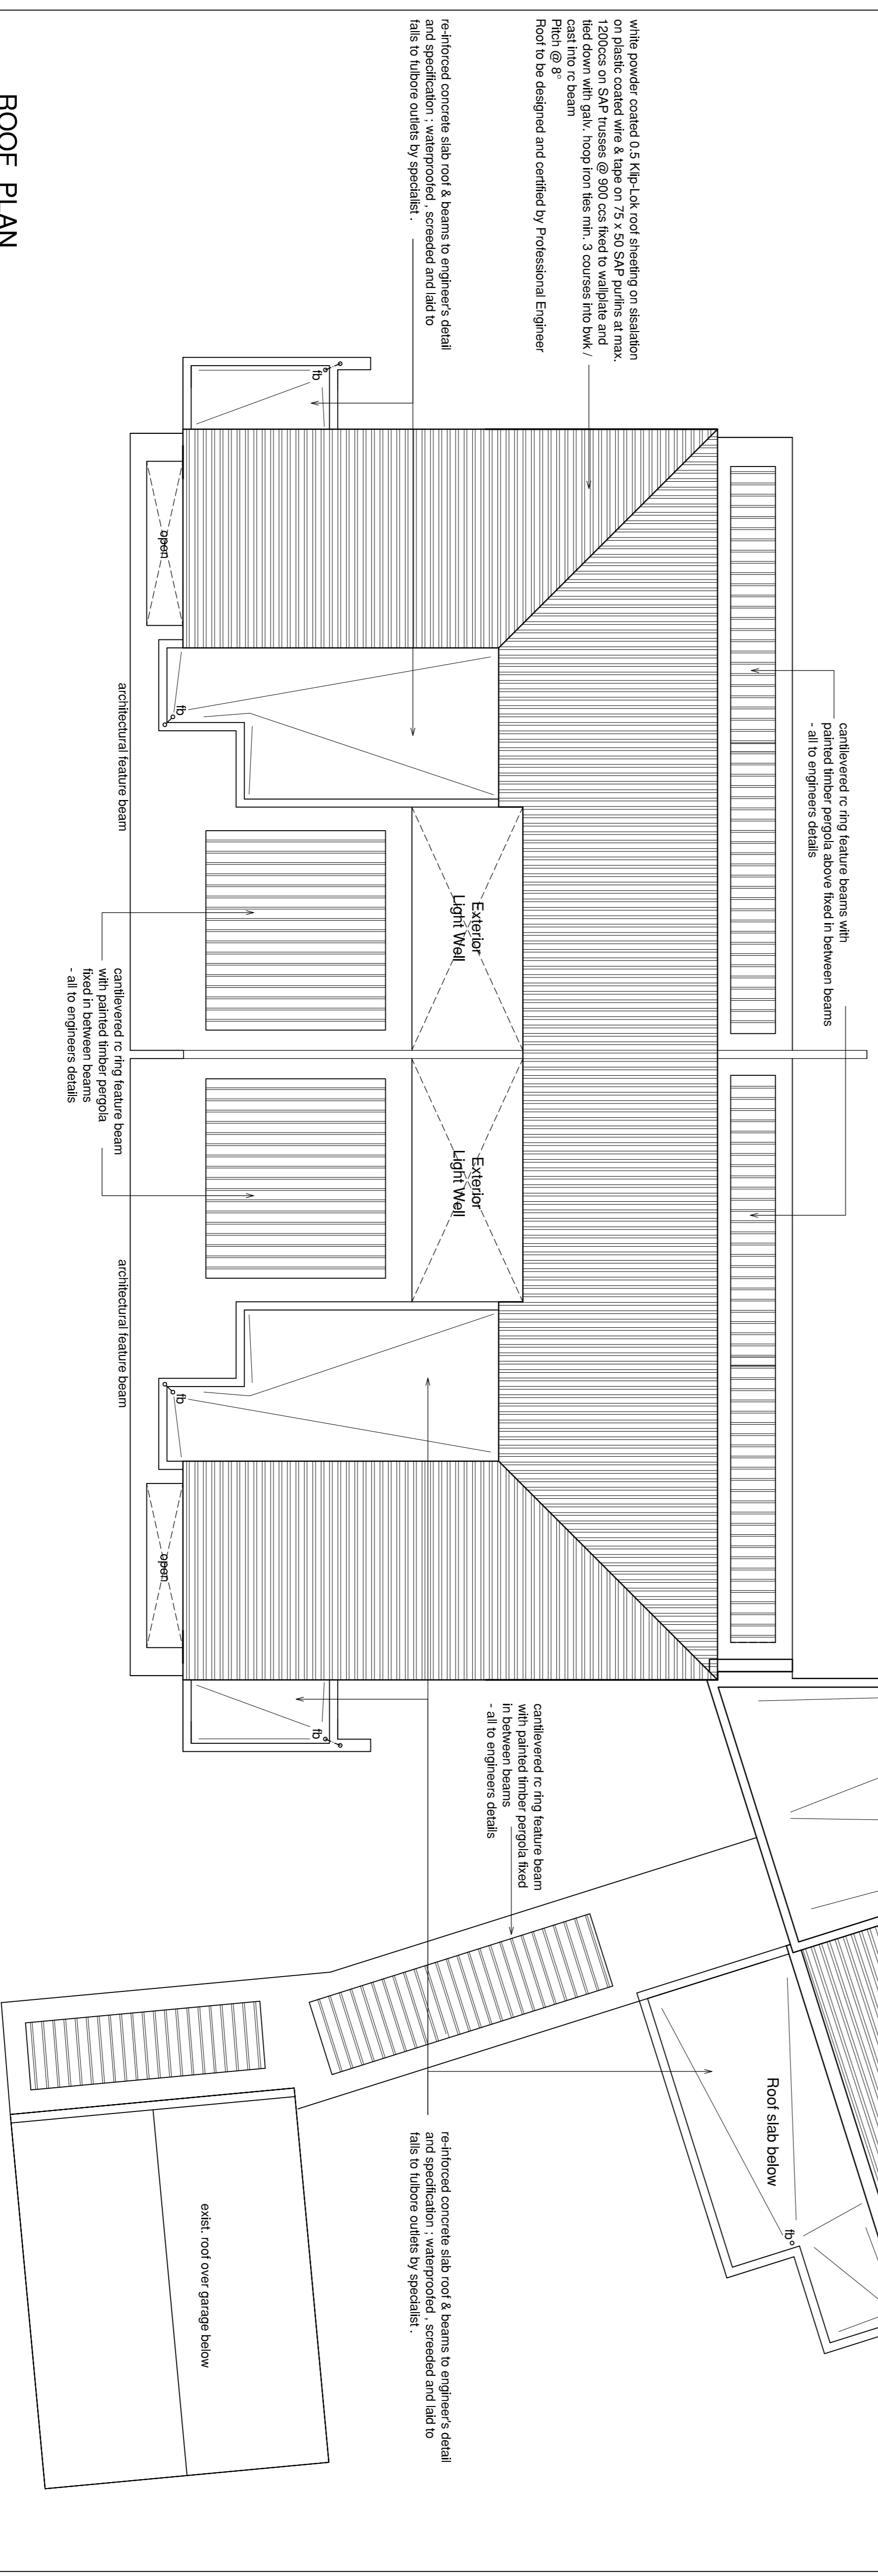 white powder coated 0.5 Klip-Lok roof sheeting on sisalation
on plastic coated wire & tape on 75 x 50 SAP purlins at max.
1200ccs on SAP trusses @ 900 ccs fixed to wallplate and
tied down with galv. hoop iron ties min. 3 courses into bwk /
cast into rc beam
Pitch @ 8°
Roof to be designed and certified by Professional Engineer
re-inforced concrete slab roof & beams to engineer's detail
and specification ; waterproofed , screeded and laid to
falls to fulbore outlets by specialist .
ROOF PLAN
cantilevered rc ring feature beams with
painted timber pergola above fixed in between beams
- all to engineers details
fb
open
fb
architectural feature beam
Exterior
Light Well
cantilevered rc ring feature beam
with painted timber pergola
fixed in between beams
- all to engineers details
Exterior
Light Well
architectural feature beam
fb
open
fb
cantilevered rc ring feature beam
with painted timber pergola fixed
in between beams
- all to engineers details
Roof slab below
fb
re-inforced concrete slab roof & beams to engineer's detail
and specification ; waterproofed , screeded and laid to
falls to fulbore outlets by specialist .
exist. roof over garage below